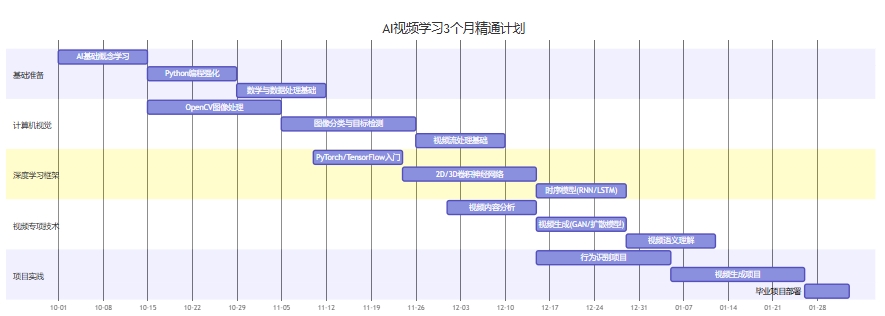 AI视频学习3个月精通计划
AI基础概念学习
Python编程强化
基础准备
数学与数据处理基础
OpenCV图像处理
图像分类与目标检测
计算机视觉
视频流处理基础
PyTorch/TensorFlow入门
2D/3D卷积神经网络
深度学习框架
时序模型(RNN/LSTM)
视频内容分析
视频生成(GAN/扩散模型)
视频专项技术
视频语义理解
行为识别项目
视频生成项目
项目实战
毕业项目部署
10-01 10-08 10-15 10-22 10-29 11-05 11-12 11-19 11-26 12-03 12-10 12-17 12-24 12-31 01-07 01-14 01-21 01-28